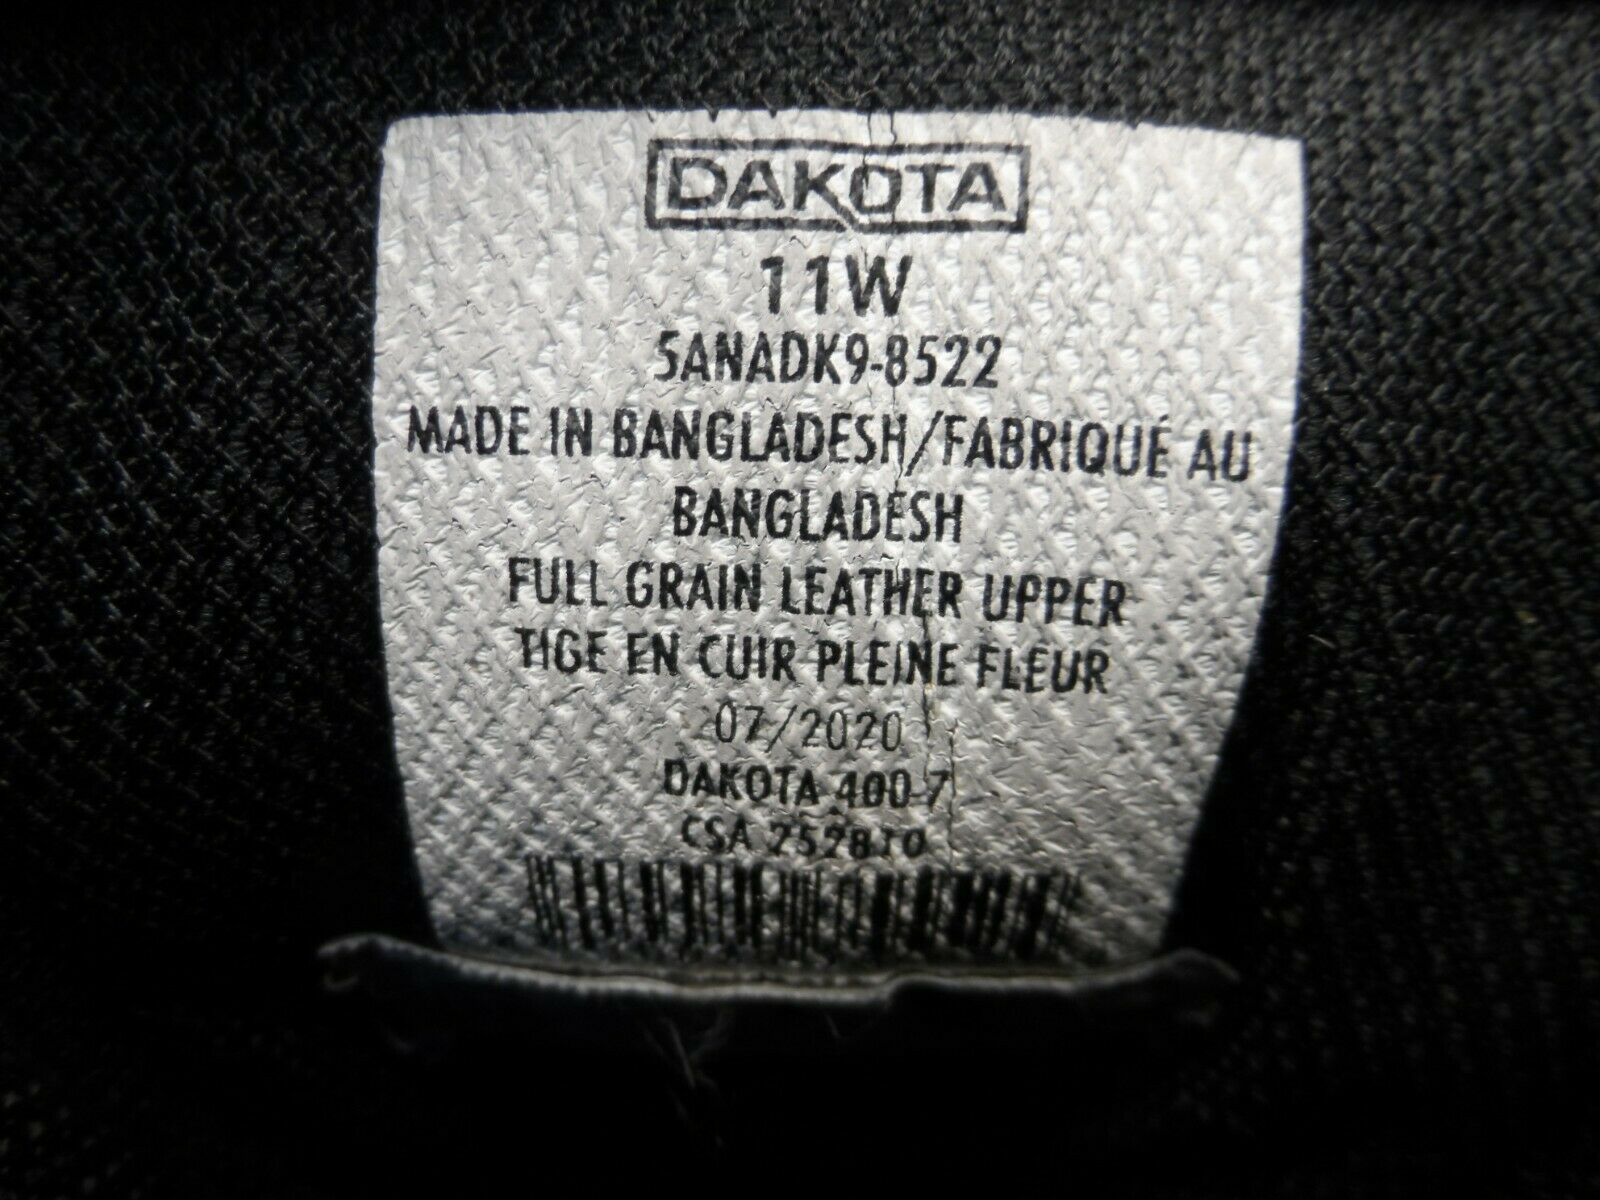 DAKOTA
11W
5ANADK9-8522
MADE IN BANGLADESH/FABRIQUÉ AU
BANGLADESH
FULL GRAIN LEATHER UPPER
TIGE EN CUIR PLEINE FLEUR
07/2020
DAKOTA 400-7
CSA